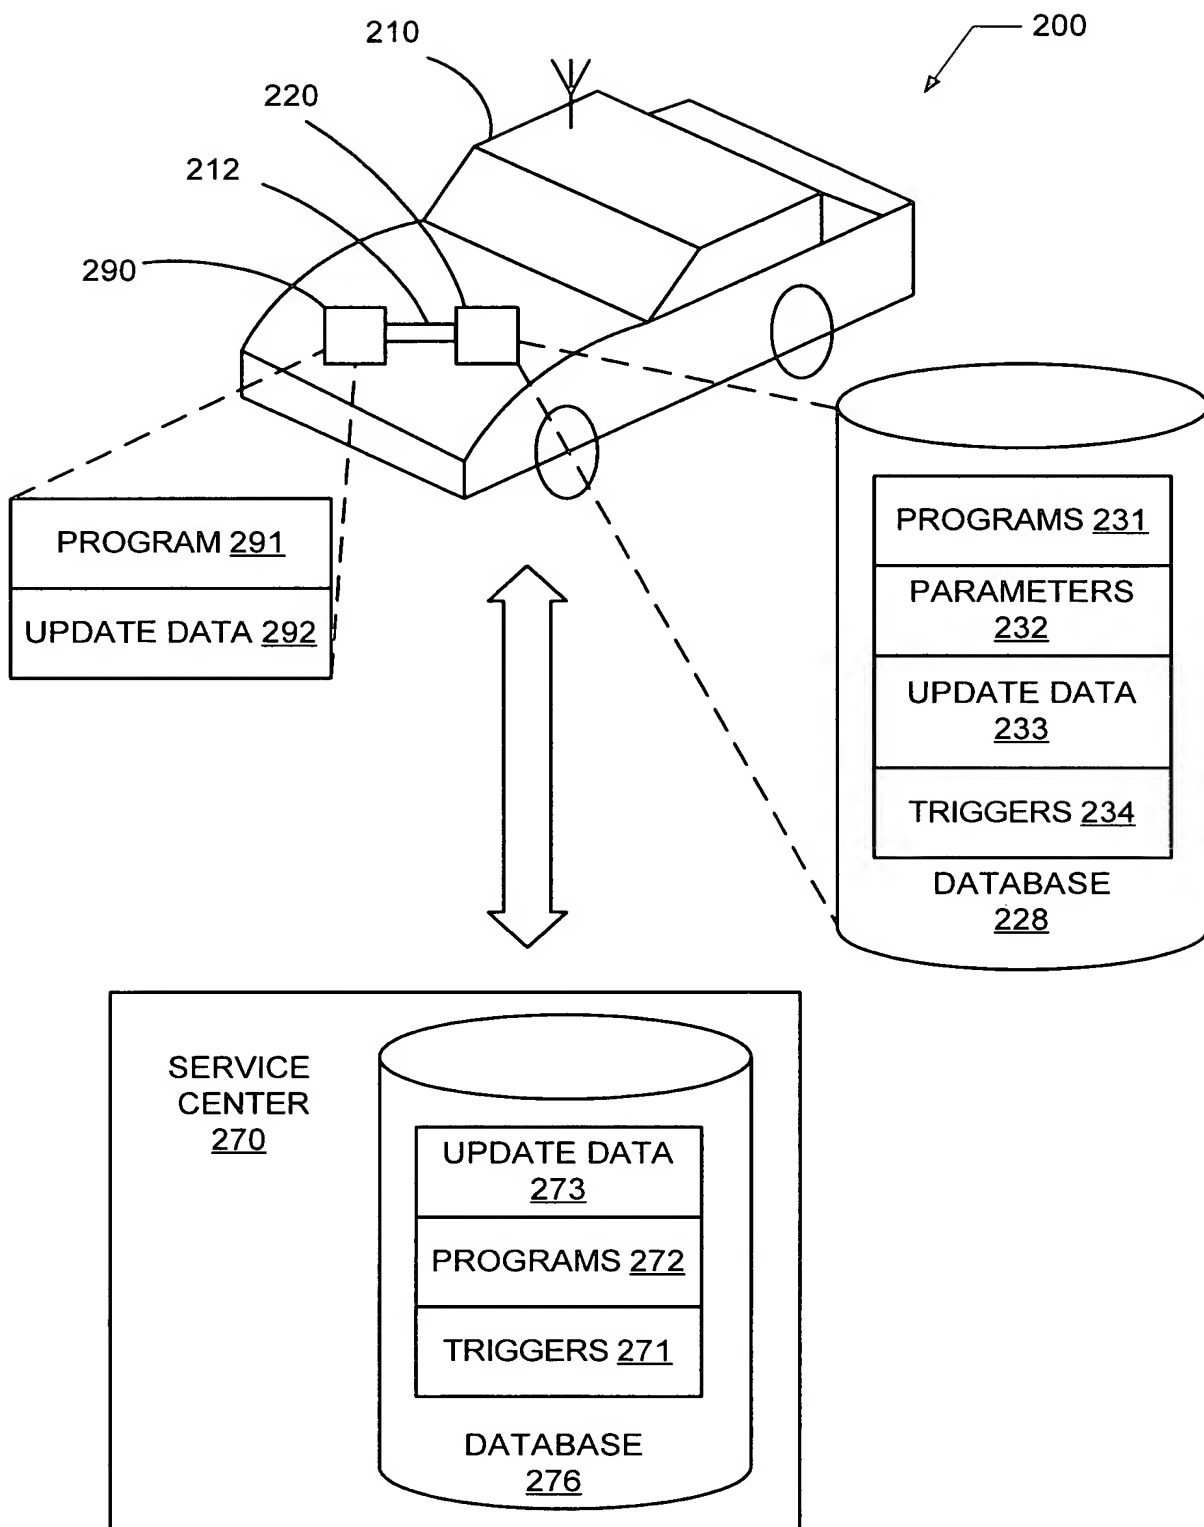 200
210
220
212
290
PROGRAM 291
UPDATE DATA 292
PROGRAMS 231
PARAMETERS
232
UPDATE DATA
233
TRIGGERS 234
DATABASE
228
SERVICE
CENTER
270
UPDATE DATA
273
PROGRAMS 272
TRIGGERS 271
DATABASE
276